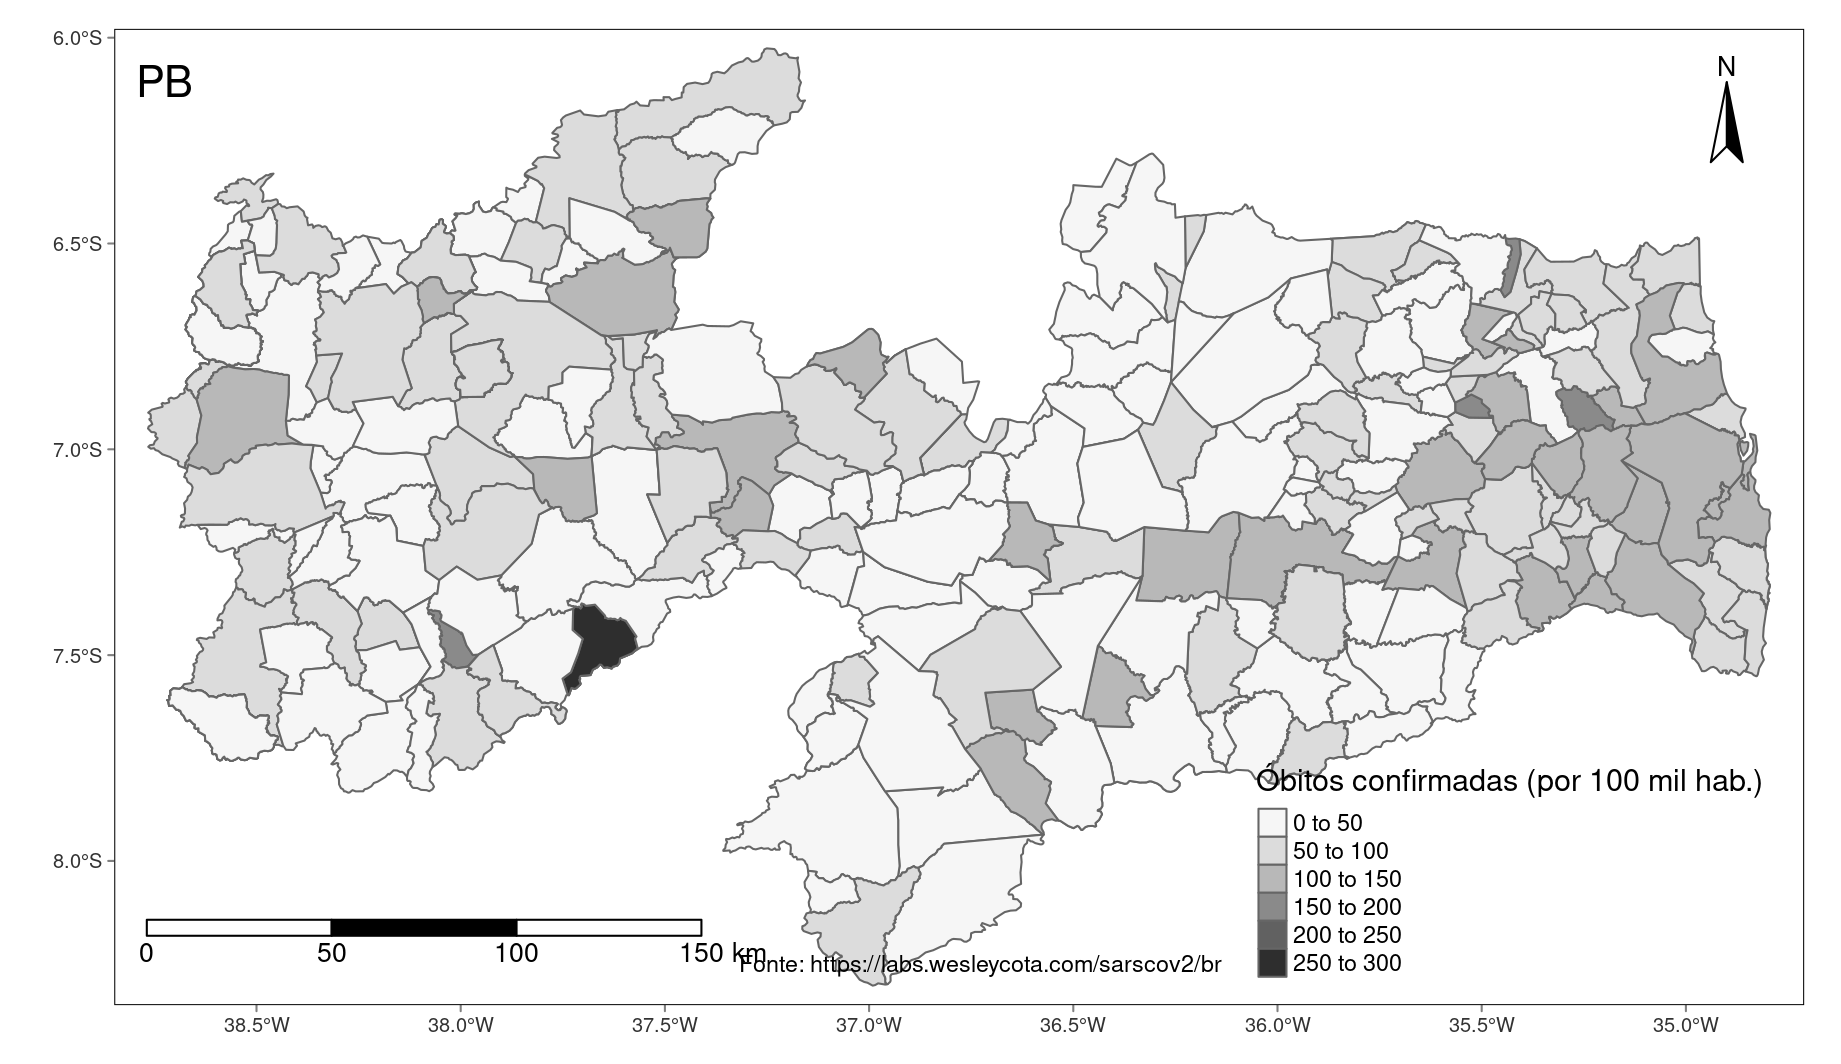 PB
N
6.0°S
6.5°S
7.0°S
7.5°S
8.0°S
Óbitos confirmadas (por 100 mil hab.)
0 to 50
50 to 100
100 to 150
150 to 200
200 to 250
250 to 300
0 50 100 150 km
Fonte: https://labs.wesleycota.com/sarscov2/br
38.5°W 38.0°W 37.5°W 37.0°W 36.5°W 36.0°W 35.5°W 35.0°W